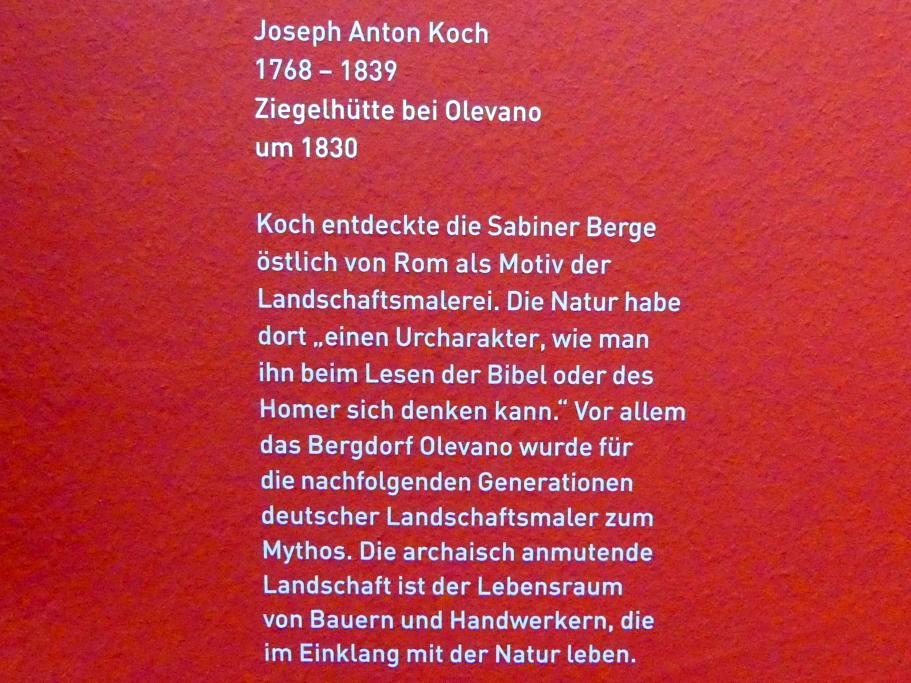 Joseph Anton Koch
1768 – 1839
Ziegelhütte bei Olevano
um 1830
Koch entdeckte die Sabiner Berge
östlich von Rom als Motiv der
Landschaftsmalerei. Die Natur habe
dort „einen Urcharakter, wie man
ihn beim Lesen der Bibel oder des
Homer sich denken kann.“ Vor allem
das Bergdorf Olevano wurde für
die nachfolgenden Generationen
deutscher Landschaftsmaler zum
Mythos. Die archaisch anmutende
Landschaft ist der Lebensraum
von Bauern und Handwerkern, die
im Einklang mit der Natur leben.